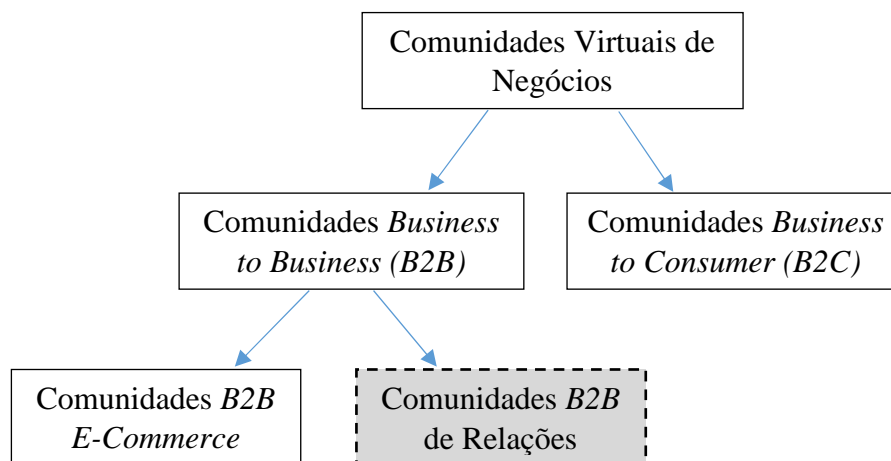 Comunidades Virtuais de
Negócios
Comunidades Business
to Business (B2B)
Comunidades Business
to Consumer (B2C)
Comunidades B2B
E-Commerce
Comunidades B2B
de Relações